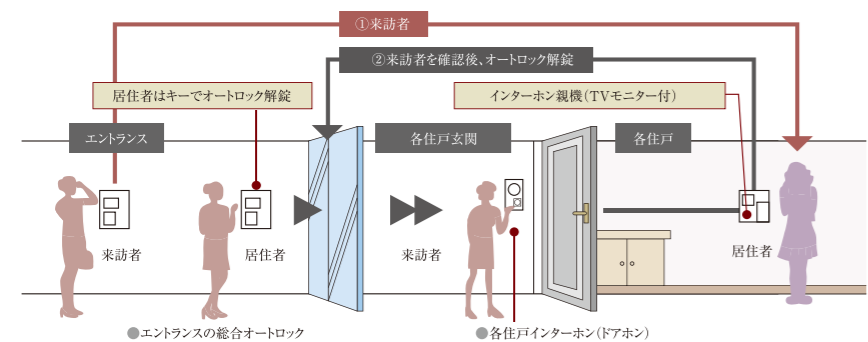 ①来訪者
②来訪者を確認後、オートロック解錠
居住者はキーでオートロック解錠
インターホン親機(TVモニター付)
エントランス
各住戸玄関
各住戸
来訪者
居住者
来訪者
居住者
●エントランスの総合オートロック
●各住戸インターホン(ドアホン)